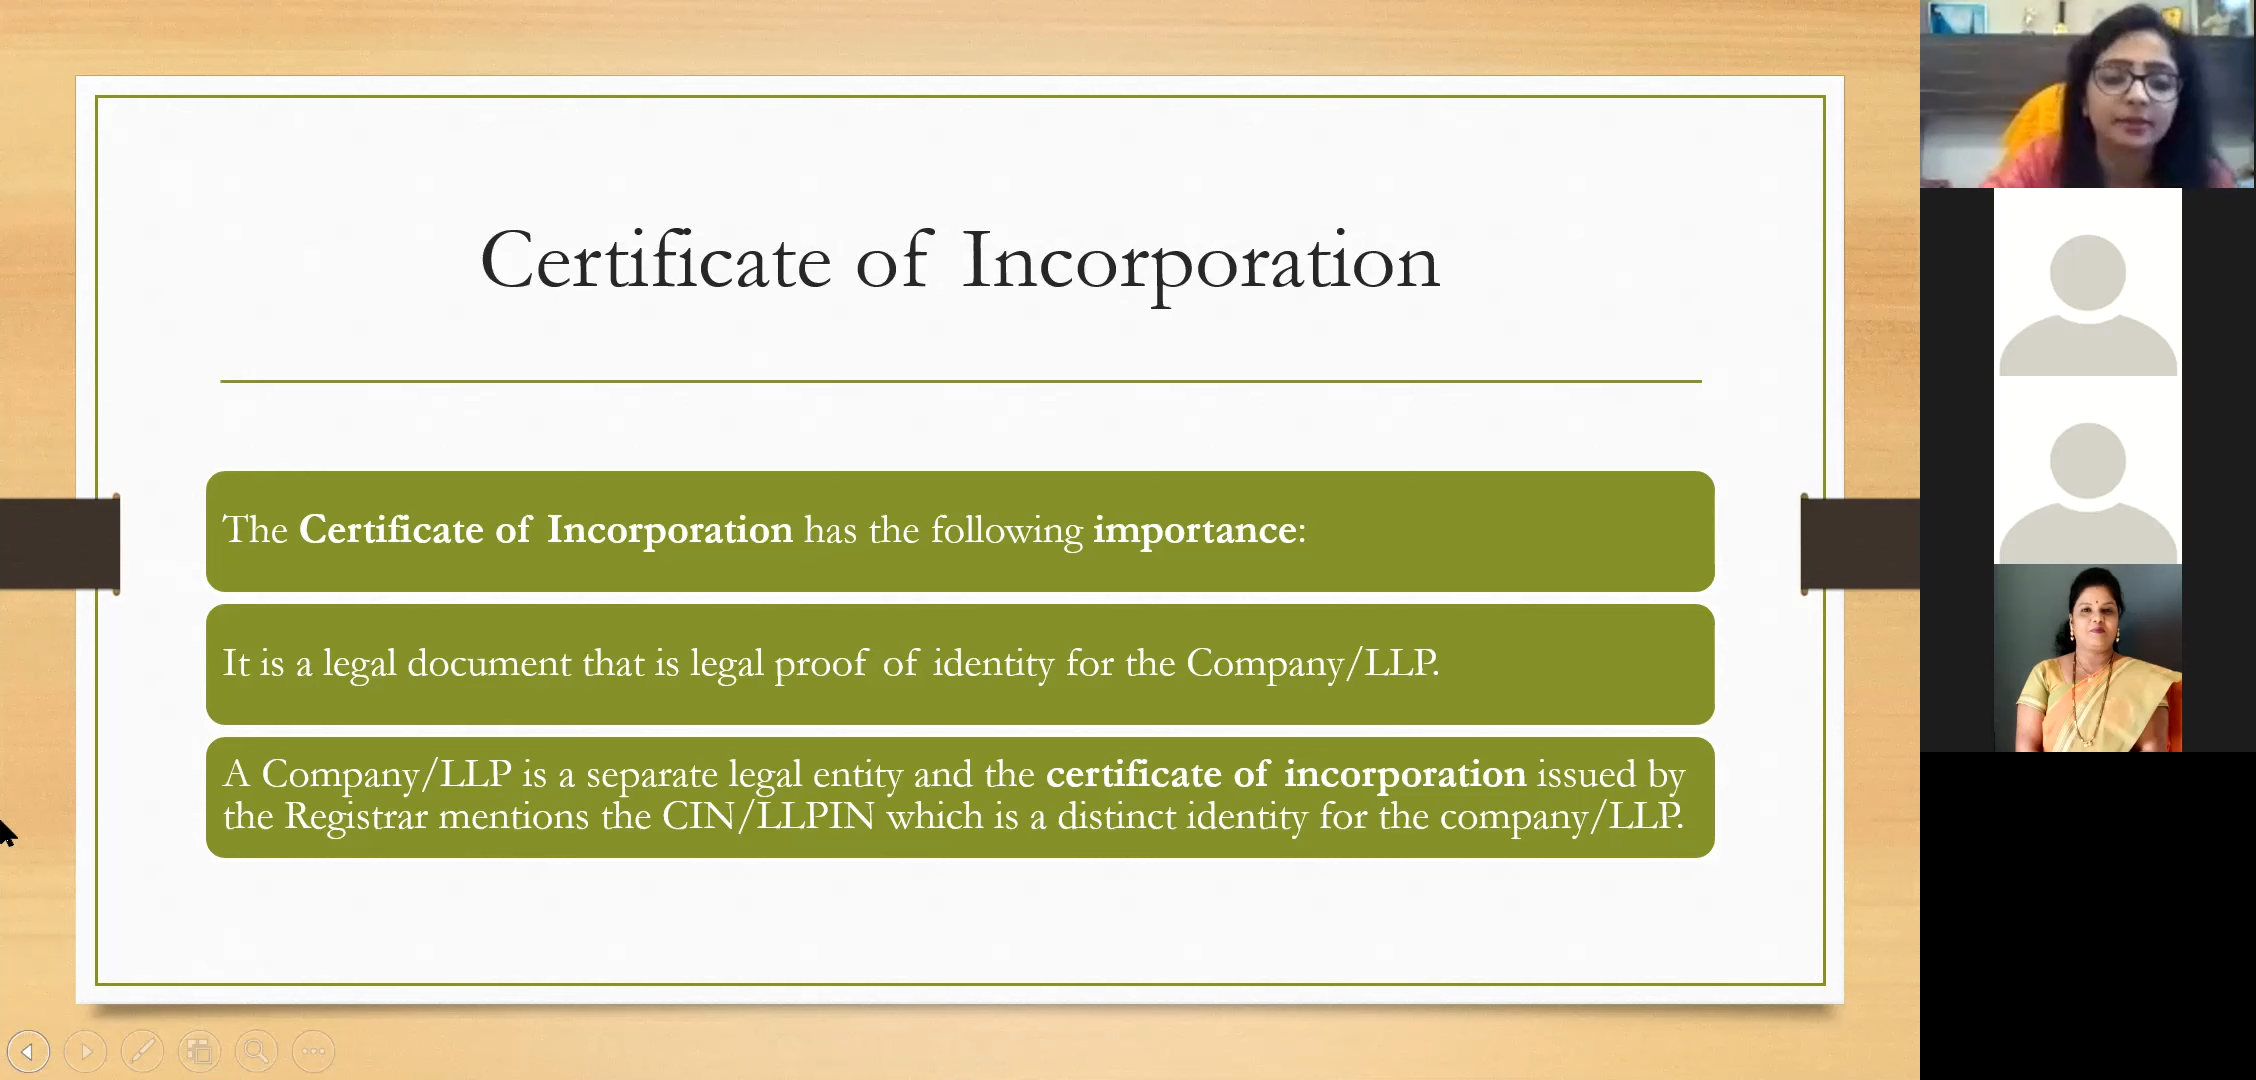 Certificate of Incorporation
The Certificate of Incorporation has the following importance:
It is a legal document that is legal proof of identity for the Company/LLP.
A Company/LLP is a separate legal entity and the certificate of incorporation issued by
the Registrar mentions the CIN/LLPIN which is a distinct identity for the company/LLP.